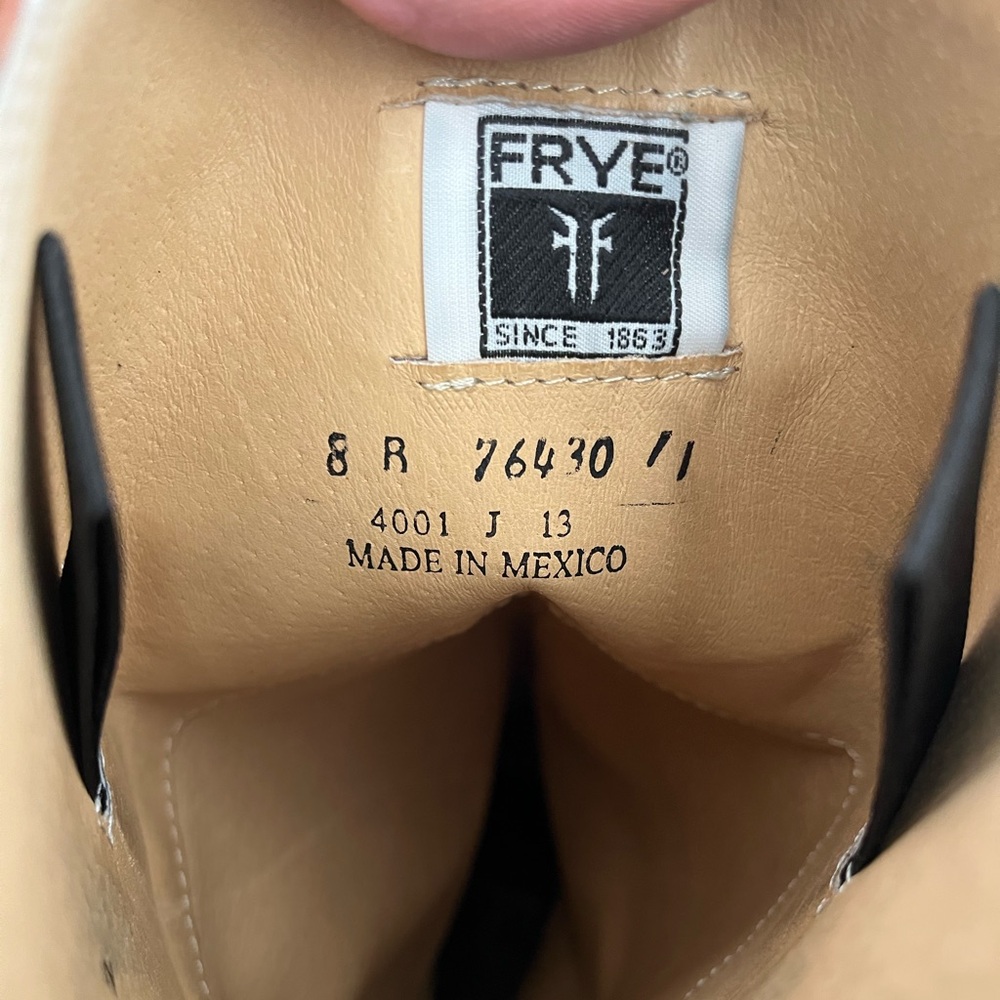 FRYE®
SINCE 1863
8 B 76430 /1
4001 J 13
MADE IN MEXICO